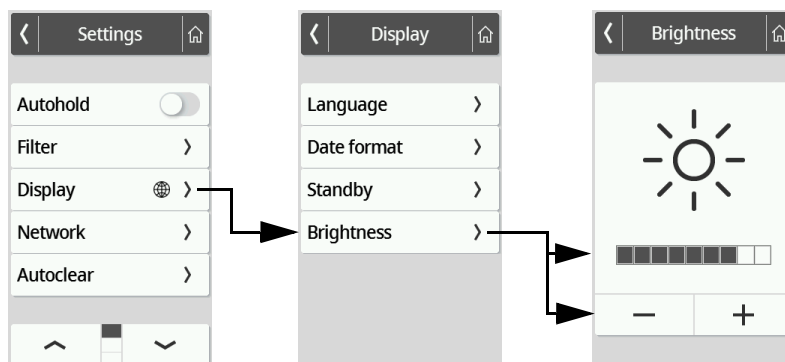 Settings
Autohold
Filter
Display
Network
Autoclear
Display
Language
Date format
Standby
Brightness
Brightness